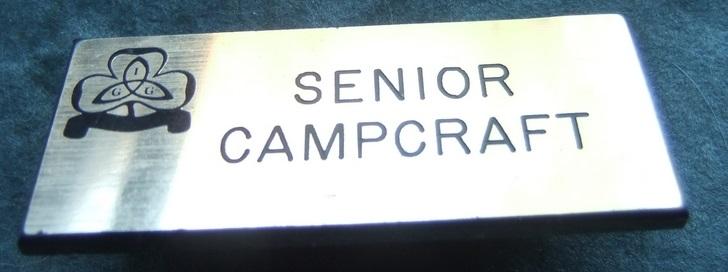 I
G G
SENIOR
CAMPCRAFT